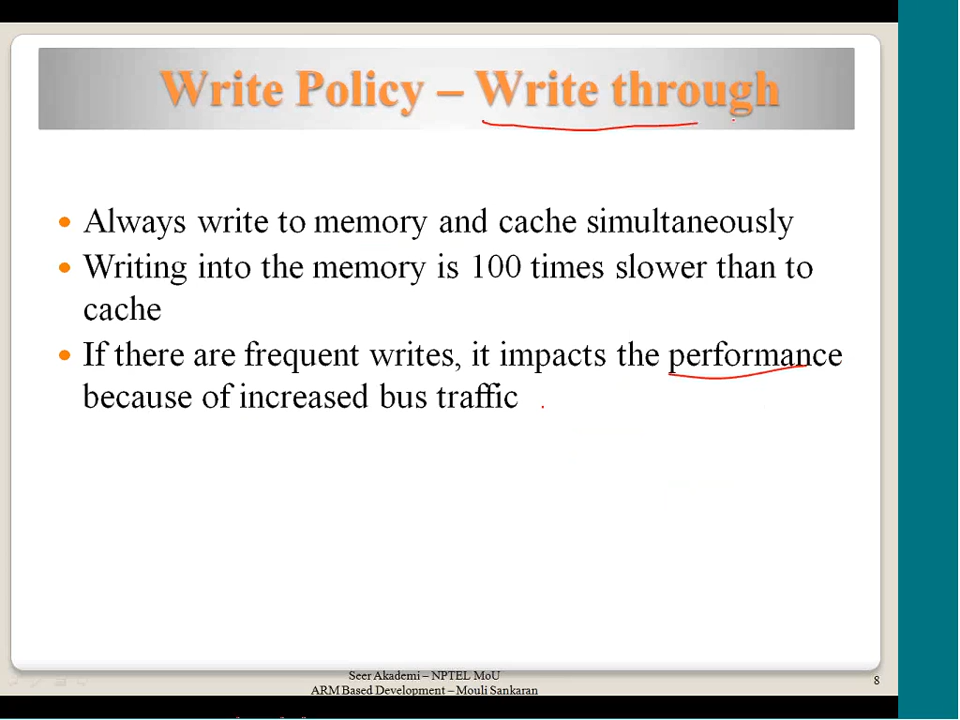 Write Policy – Write through
• Always write to memory and cache simultaneously
• Writing into the memory is 100 times slower than to
cache
• If there are frequent writes, it impacts the performance
because of increased bus traffic
Seer Akademi – NPTEL MoU
ARM Based Development – Mouli Sankaran
8